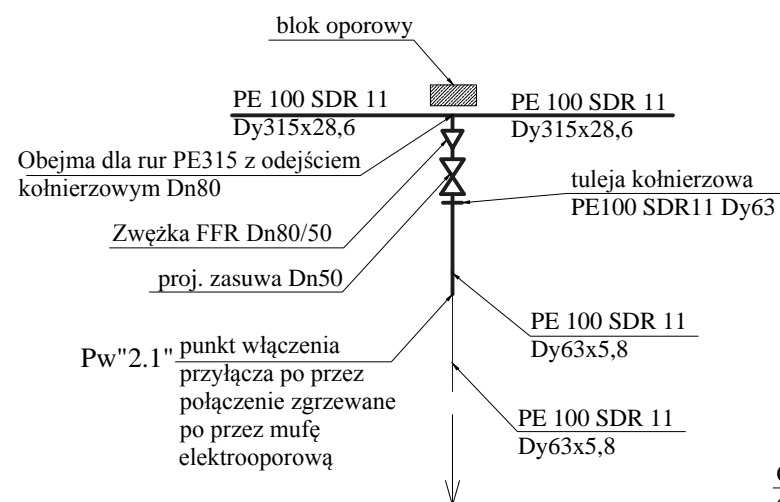 blok oporowy
PE 100 SDR 11
Dy315x28,6
PE 100 SDR 11
Dy315x28,6
Obejma dla rur PE315 z odejściem
kołnierzowym Dn80
tuleja kołnierzowa
PE100 SDR11 Dy63
Zwężka FFR Dn80/50
proj. zasuwa Dn50
PE 100 SDR 11
Dy63x5,8
Pw"2.1" punkt włączenia
przyłącza po przez
połączenie zgrzewane
po przez mufę
elektrooporową
PE 100 SDR 11
Dy63x5,8